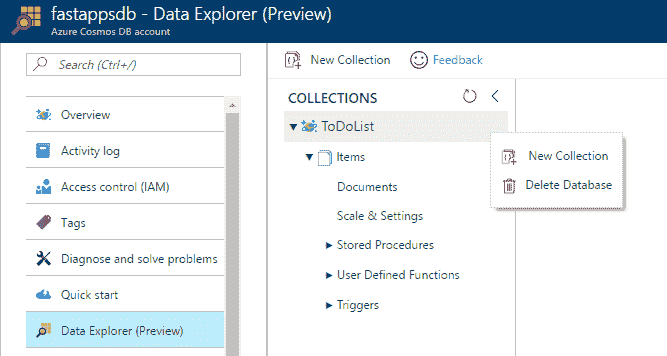 fastappsdb - Data Explorer (Preview)
Azure Cosmos DB account
Search (Ctrl+/)
Overview
Activity log
Access control (IAM)
Tags
Diagnose and solve problems
Quick start
Data Explorer (Preview)
New Collection
Feedback
COLLECTIONS
ToDoList
Items
Documents
Scale & Settings
Stored Procedures
User Defined Functions
Triggers
New Collection
Delete Database